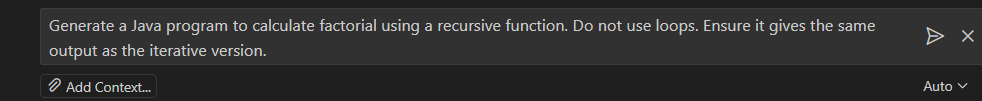 Generate a Java program to calculate factorial using a recursive function. Do not use loops. Ensure it gives the same
output as the iterative version.
Add Context...
Auto